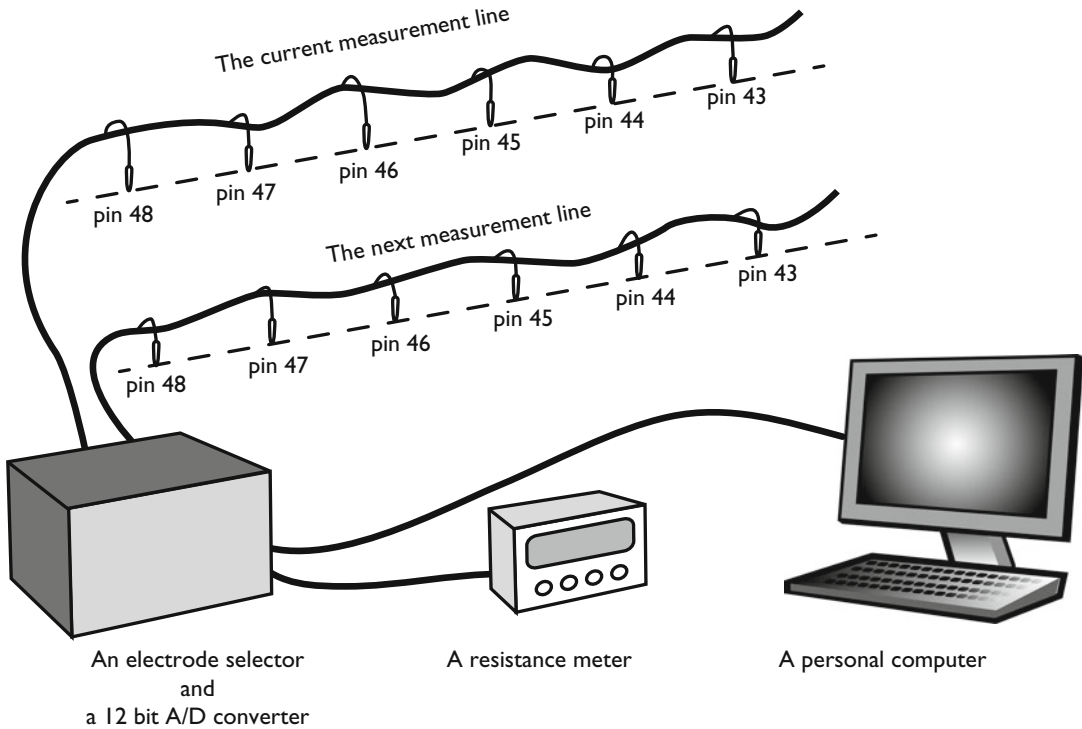 The current measurement line
pin 43
pin 44
pin 45
pin 46
pin 47
pin 48
The next measurement line
pin 43
pin 44
pin 45
pin 46
pin 47
pin 48
An electrode selector
and
a 12 bit A/D converter
A resistance meter
A personal computer